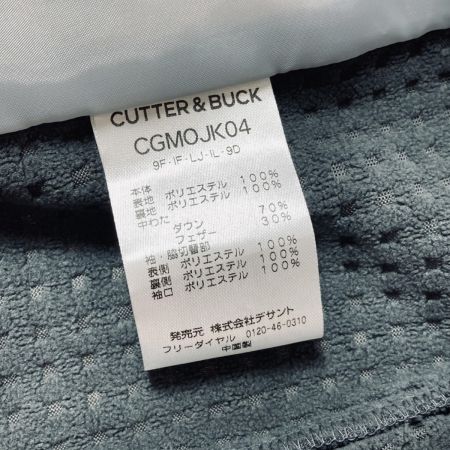 CUTTER & BUCK
CGMOJK04
9F・IF・LJ・IL・9D
本体
表地 ポリエステル 100%
裏地 ポリエステル 100%
中わた
ダウン 70%
フェザー 30%
袖・脇切替部
表側 ポリエステル 100%
裏側 ポリエステル 100%
袖口 ポリエステル 100%
発売元 株式会社デサント
フリーダイヤル 0120-46-0310
中国製